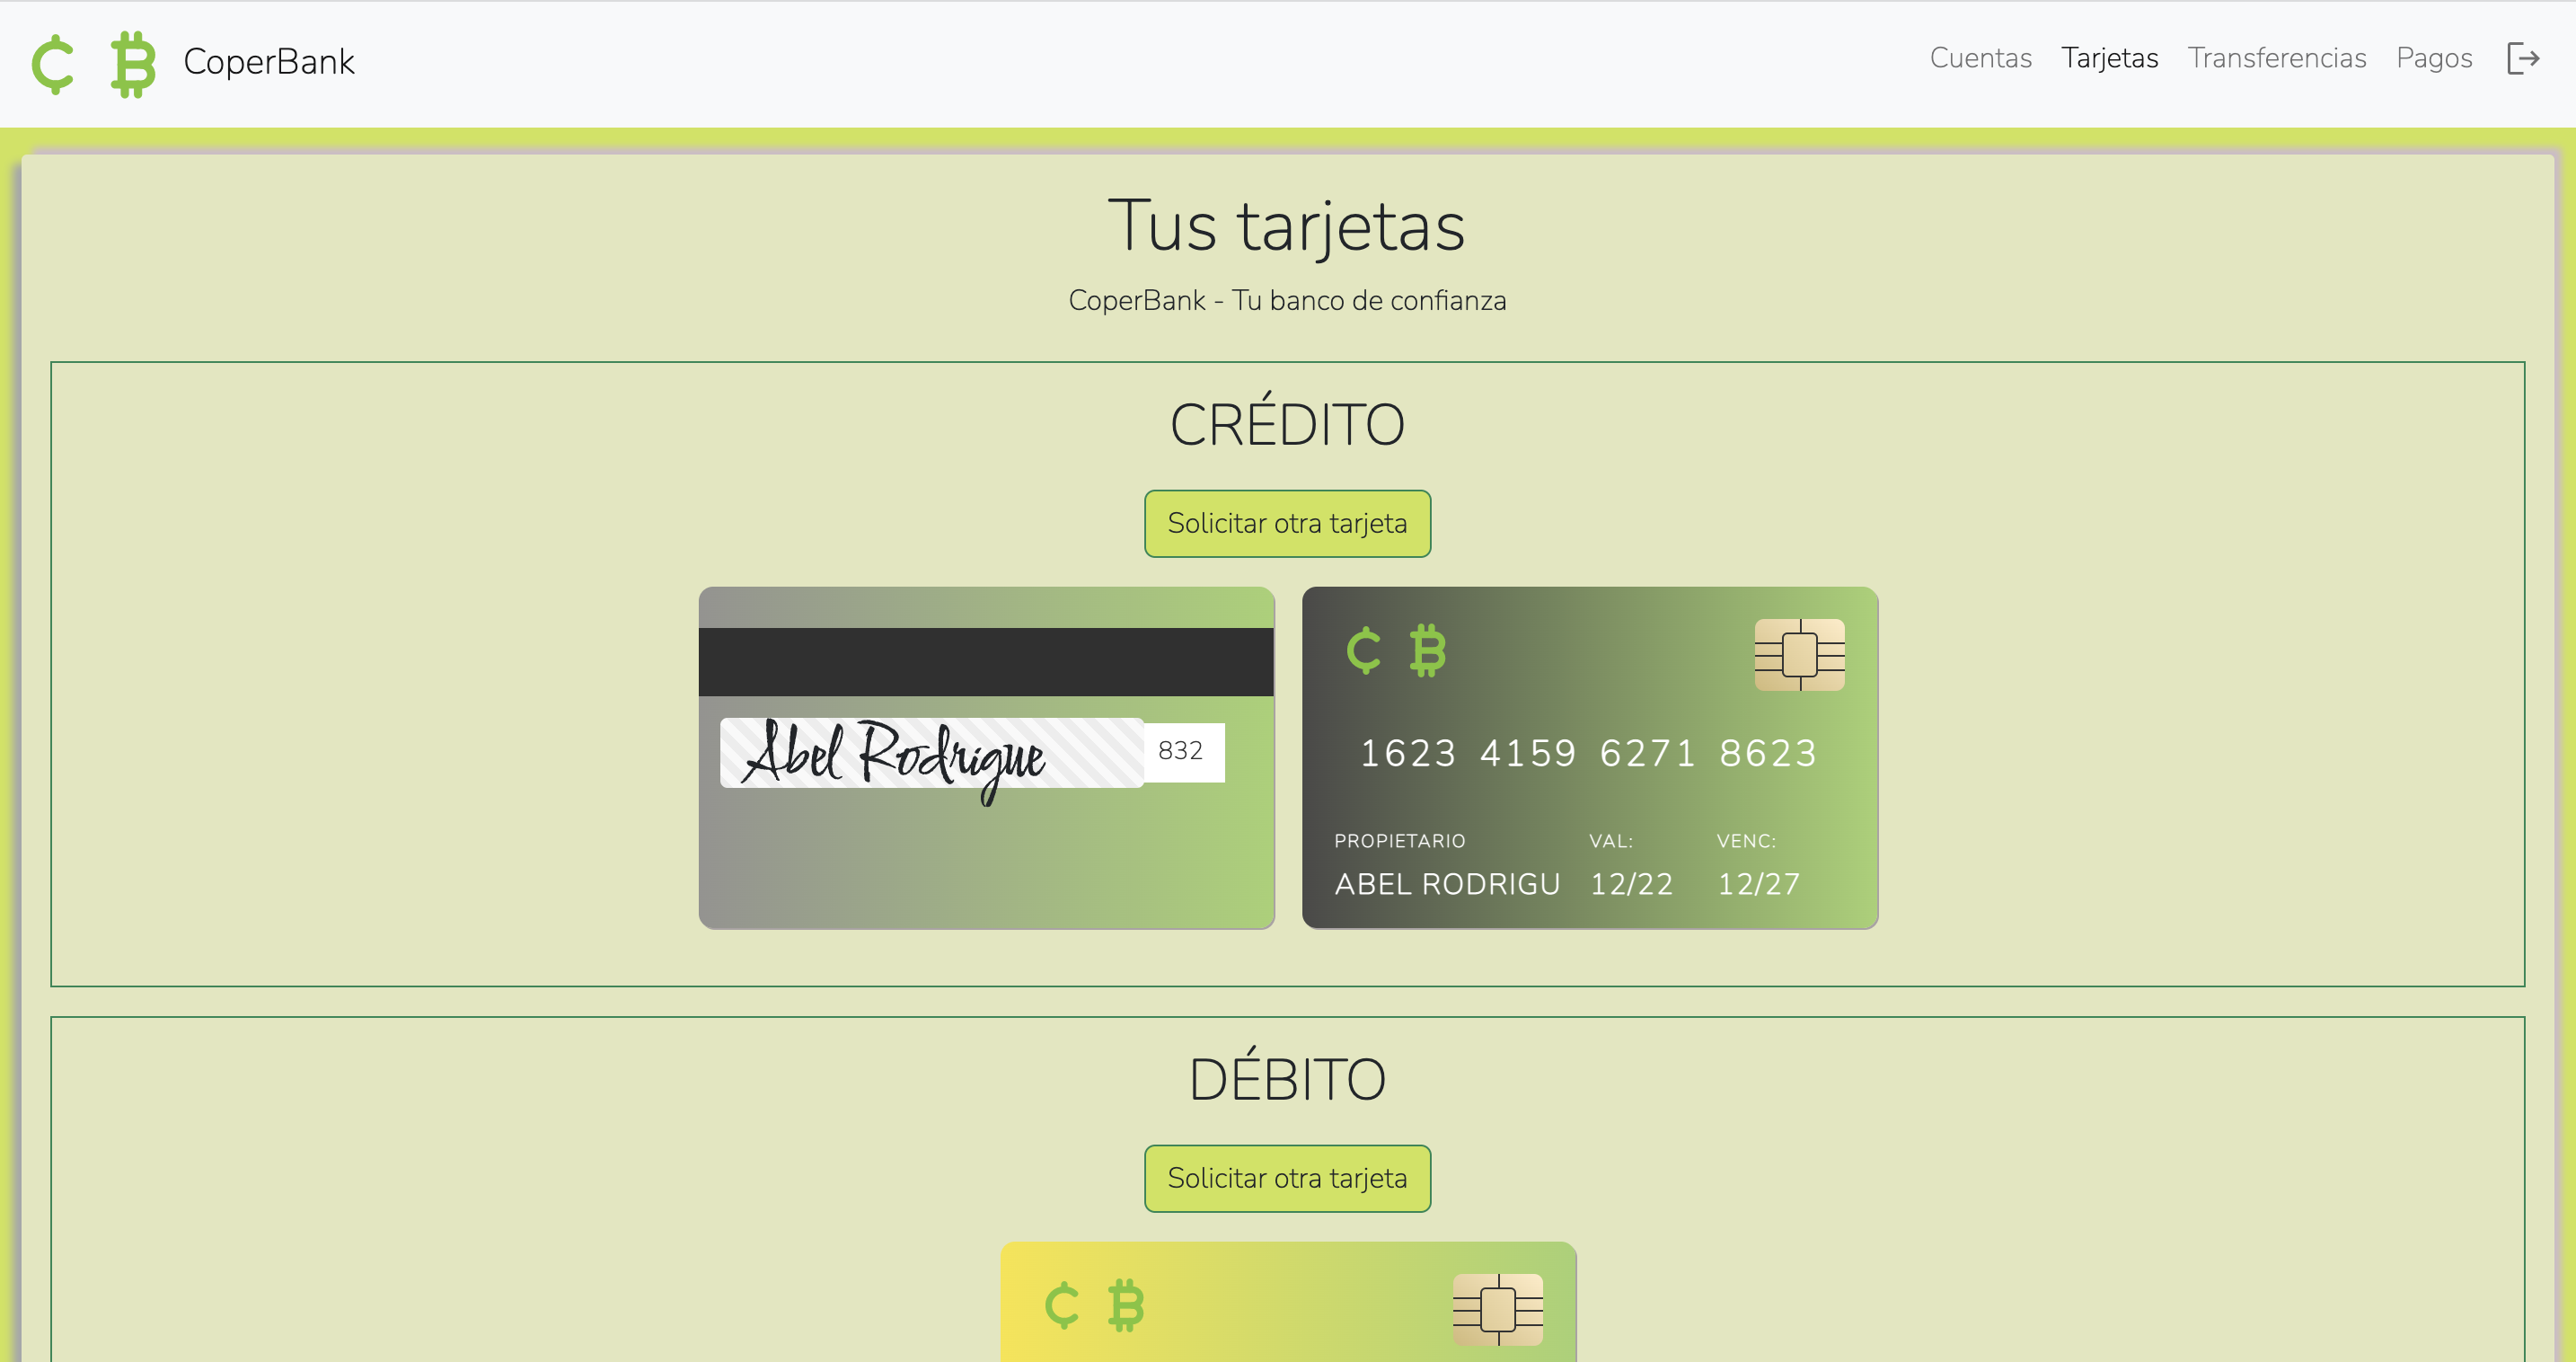 C B CoperBank Cuentas Tarjetas Transferencias Pagos
Tus tarjetas
CoperBank - Tu banco de confianza
CRÉDITO
Solicitar otra tarjeta
Abel Rodrigue 832
C B
1623 4159 6271 8623
PROPIETARIO VAL: VENC:
ABEL RODRIGU 12/22 12/27
DÉBITO
Solicitar otra tarjeta
C B